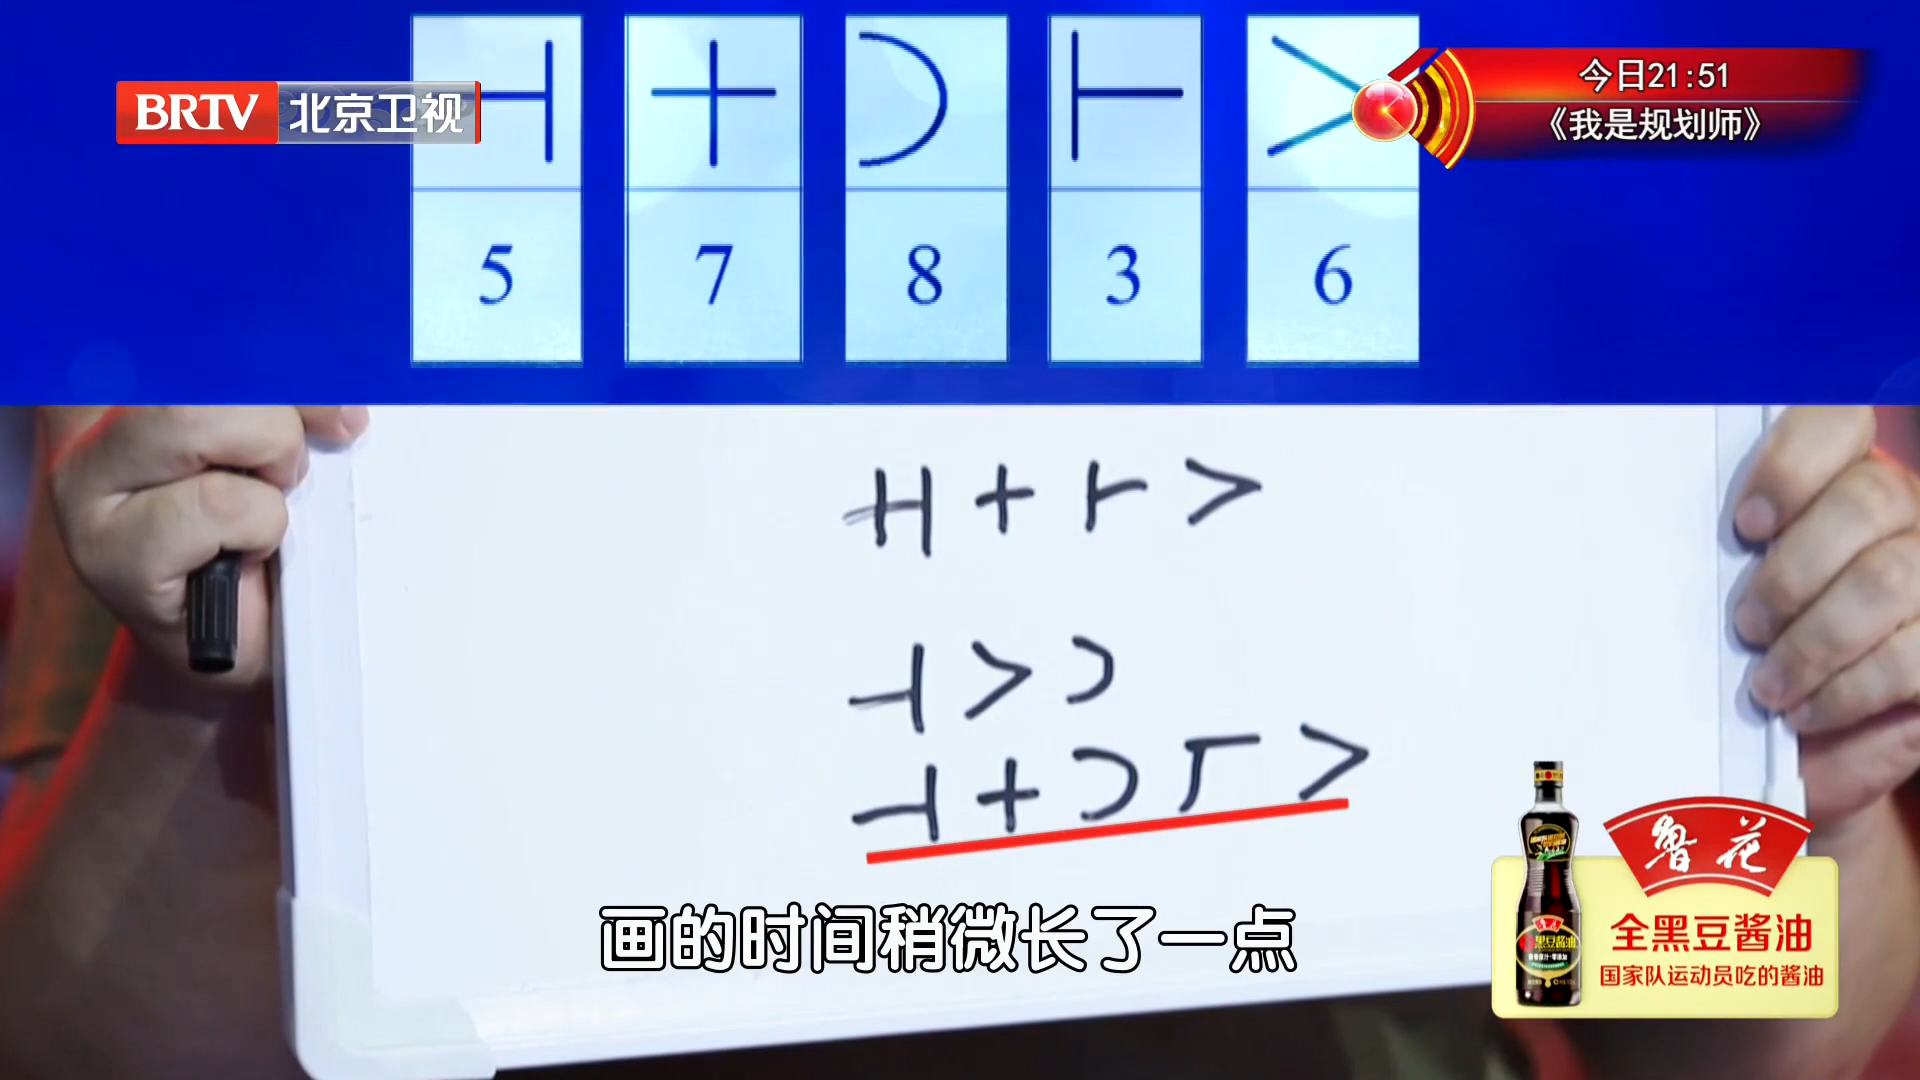 今日21:51
BRTV 北京卫视
《我是规划师》
5 7 8 3 6
鲁花
全黑豆酱油
国家队运动员吃的酱油
画的时间稍微长了一点